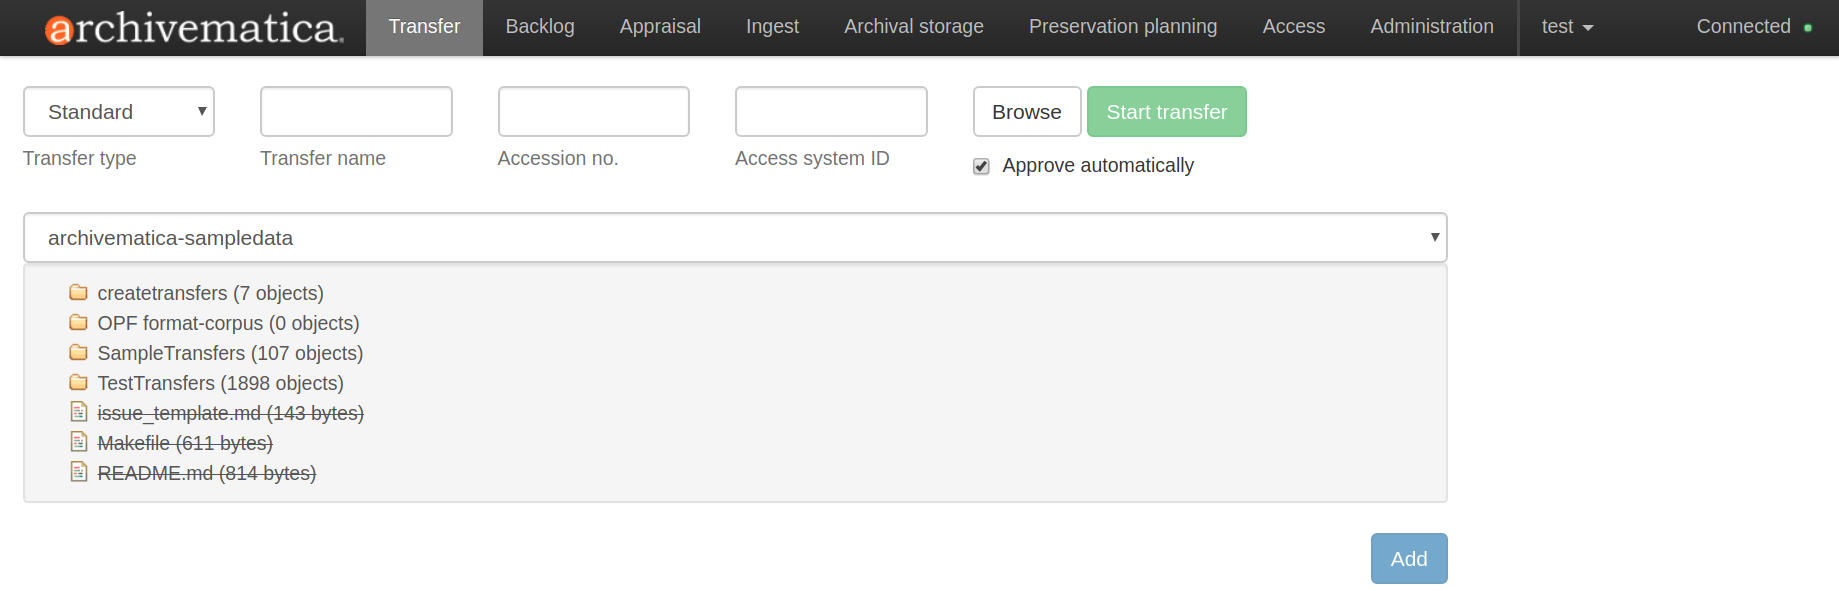 archivematica. Transfer Backlog Appraisal Ingest Archival storage Preservation planning Access Administration test Connected
Standard Browse Start transfer
Transfer type Transfer name Accession no. Access system ID Approve automatically
archivematica-sampledata
createtransfers (7 objects)
OPF format-corpus (0 objects)
SampleTransfers (107 objects)
TestTransfers (1898 objects)
issue_template.md (143 bytes)
Makefile (611 bytes)
README.md (814 bytes)
Add